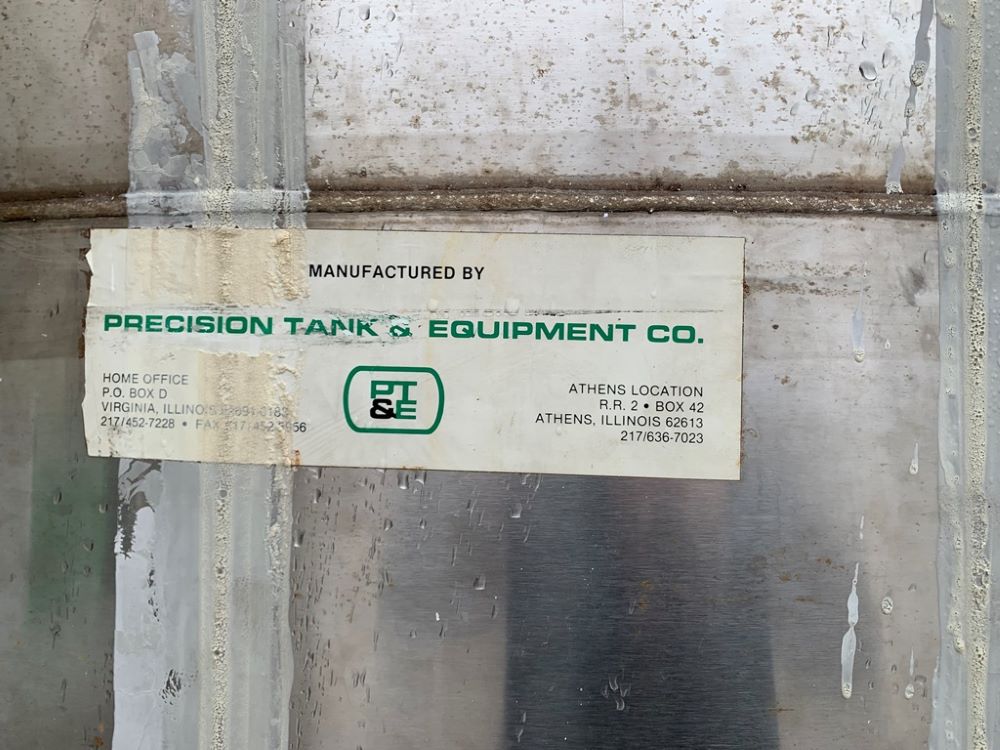 MANUFACTURED BY
PRECISION TANK & EQUIPMENT CO.
HOME OFFICE
P.O. BOX D
VIRGINIA, ILLINOIS
217/452-7228 • FAX
PT
&E
ATHENS LOCATION
R.R. 2 • BOX 42
ATHENS, ILLINOIS 62613
217/636-7023